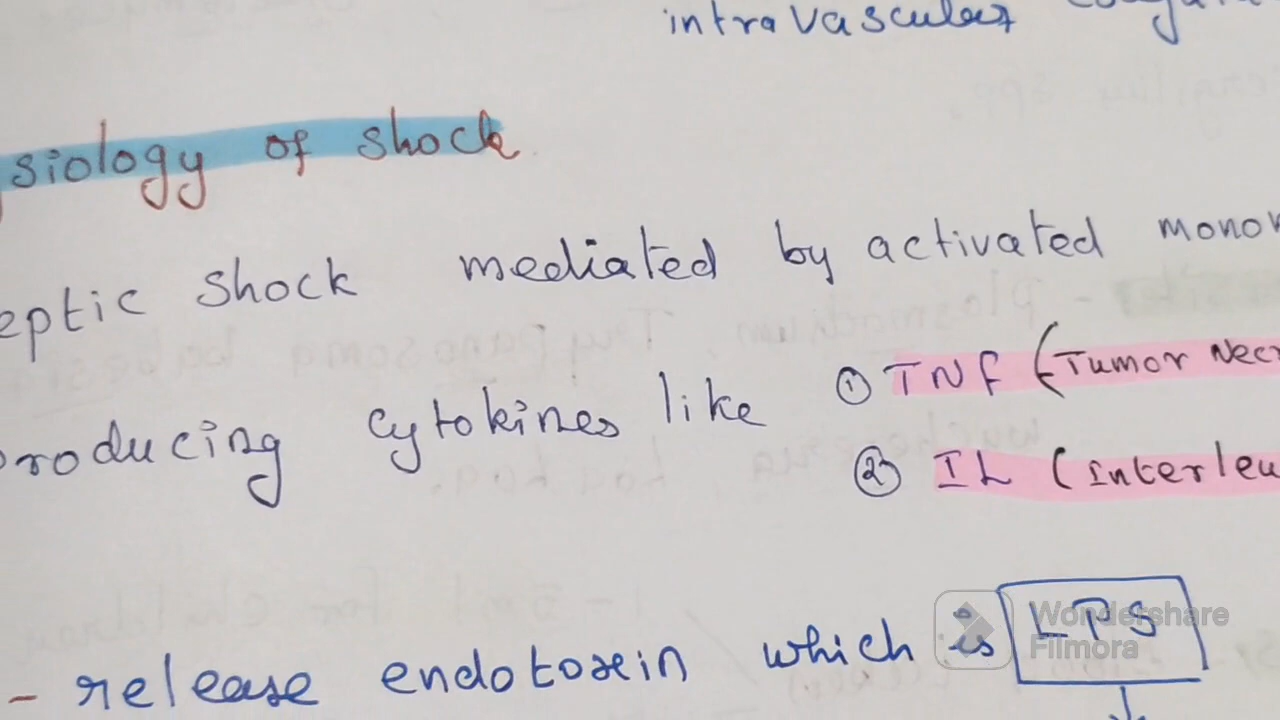 intravascular
siology of shock
eptic shock mediated by activated mono
roducing cytokines like ① TNF (Tumor Nec
② IL (Interleu
- release endotoxin which is LPS
Wondershare
Filmora